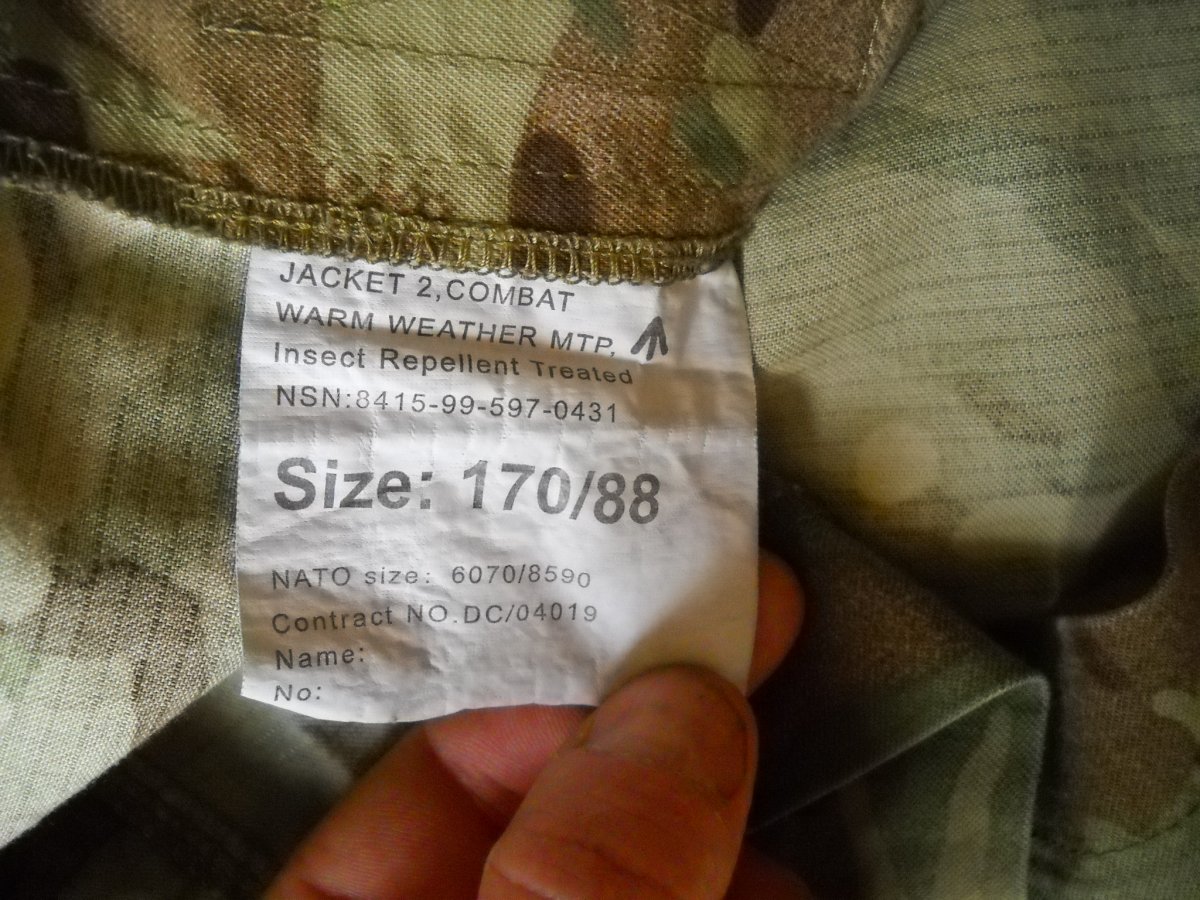 JACKET 2,COMBAT
WARM WEATHER MTP,
Insect Repellent Treated
NSN:8415-99-597-0431
Size: 170/88
NATO size: 6070/8590
Contract NO.DC/04019
Name:
No: